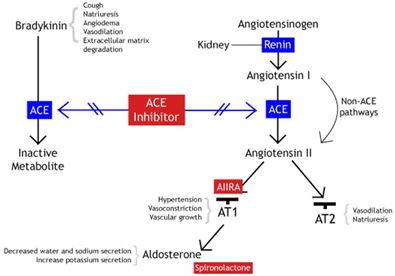 Cough
Natriuresis
Bradykinin
Angiodema
Vasodilation
Extracellular matrix
degradation
Angiotensinogen
Kidney
Renin
Angiotensin I
ACE
ACE
Inhibitor
ACE
Non-ACE
pathways
Inactive
Metabolite
Angiotensin II
AIIRA
Hypertension
Vasoconstriction
Vascular growth
AT1
AT2
Vasodilation
Natriuresis
Decreased water and sodium secretion
Increase potassium secretion
Aldosterone
Spironolactone